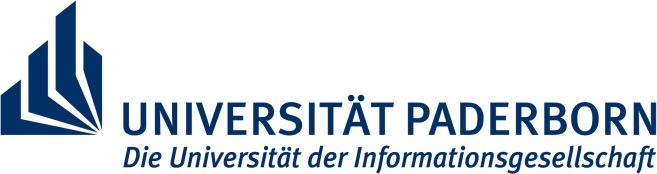 UNIVERSITÄT PADERBORN
Die Universität der Informationsgesellschaft